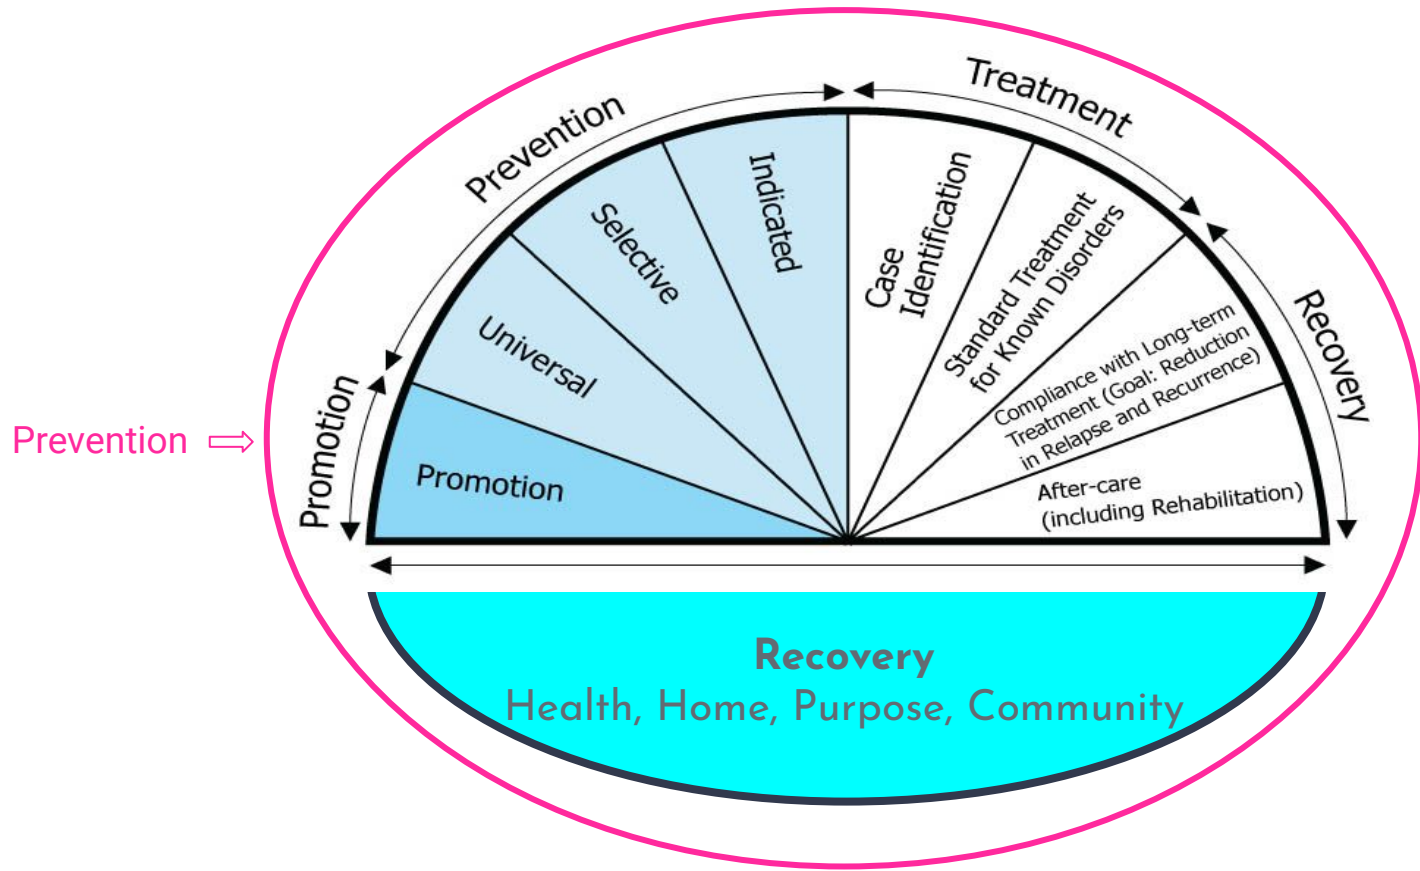 Prevention
Promotion
Prevention
Treatment
Recovery
Promotion
Universal
Selective
Indicated
Case
Identification
Standard Treatment
for Known Disorders
Compliance with Long-term
Treatment (Goal: Reduction
in Relapse and Recurrence)
After-care
(including Rehabilitation)
Recovery
Health, Home, Purpose, Community